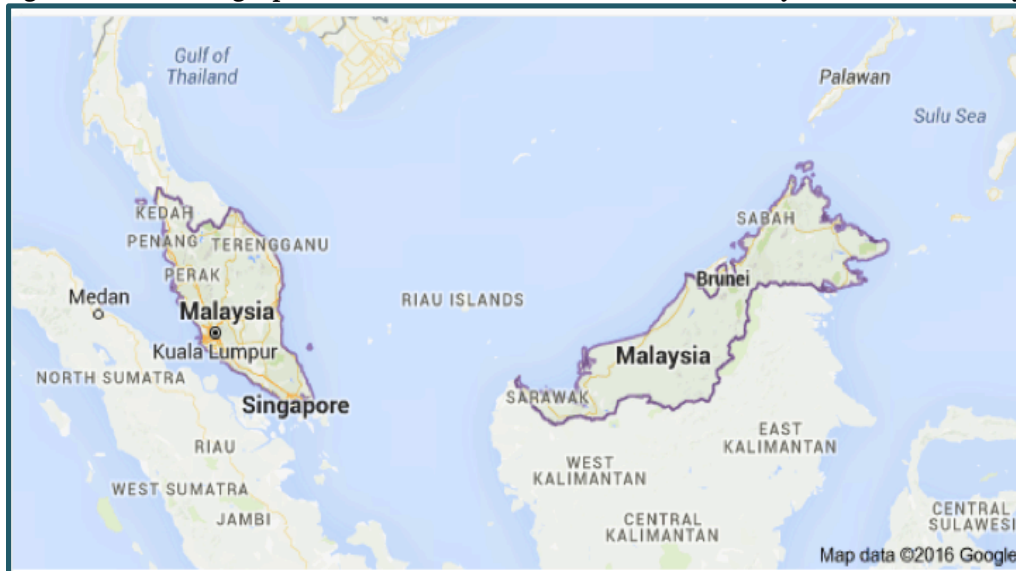 Gulf of
Thailand
Palawan
Sulu Sea
KEDAH
SABAH
PENANG
TERENGGANU
PERAK
Brunei
Medan
RIAU ISLANDS
Malaysia
Kuala Lumpur
Malaysia
NORTH SUMATRA
SARAWAK
Singapore
RIAU
EAST
KALIMANTAN
WEST
KALIMANTAN
WEST SUMATRA
JAMBI
CENTRAL
KALIMANTAN
CENTRAL
SULAWESI
Map data ©2016 Google